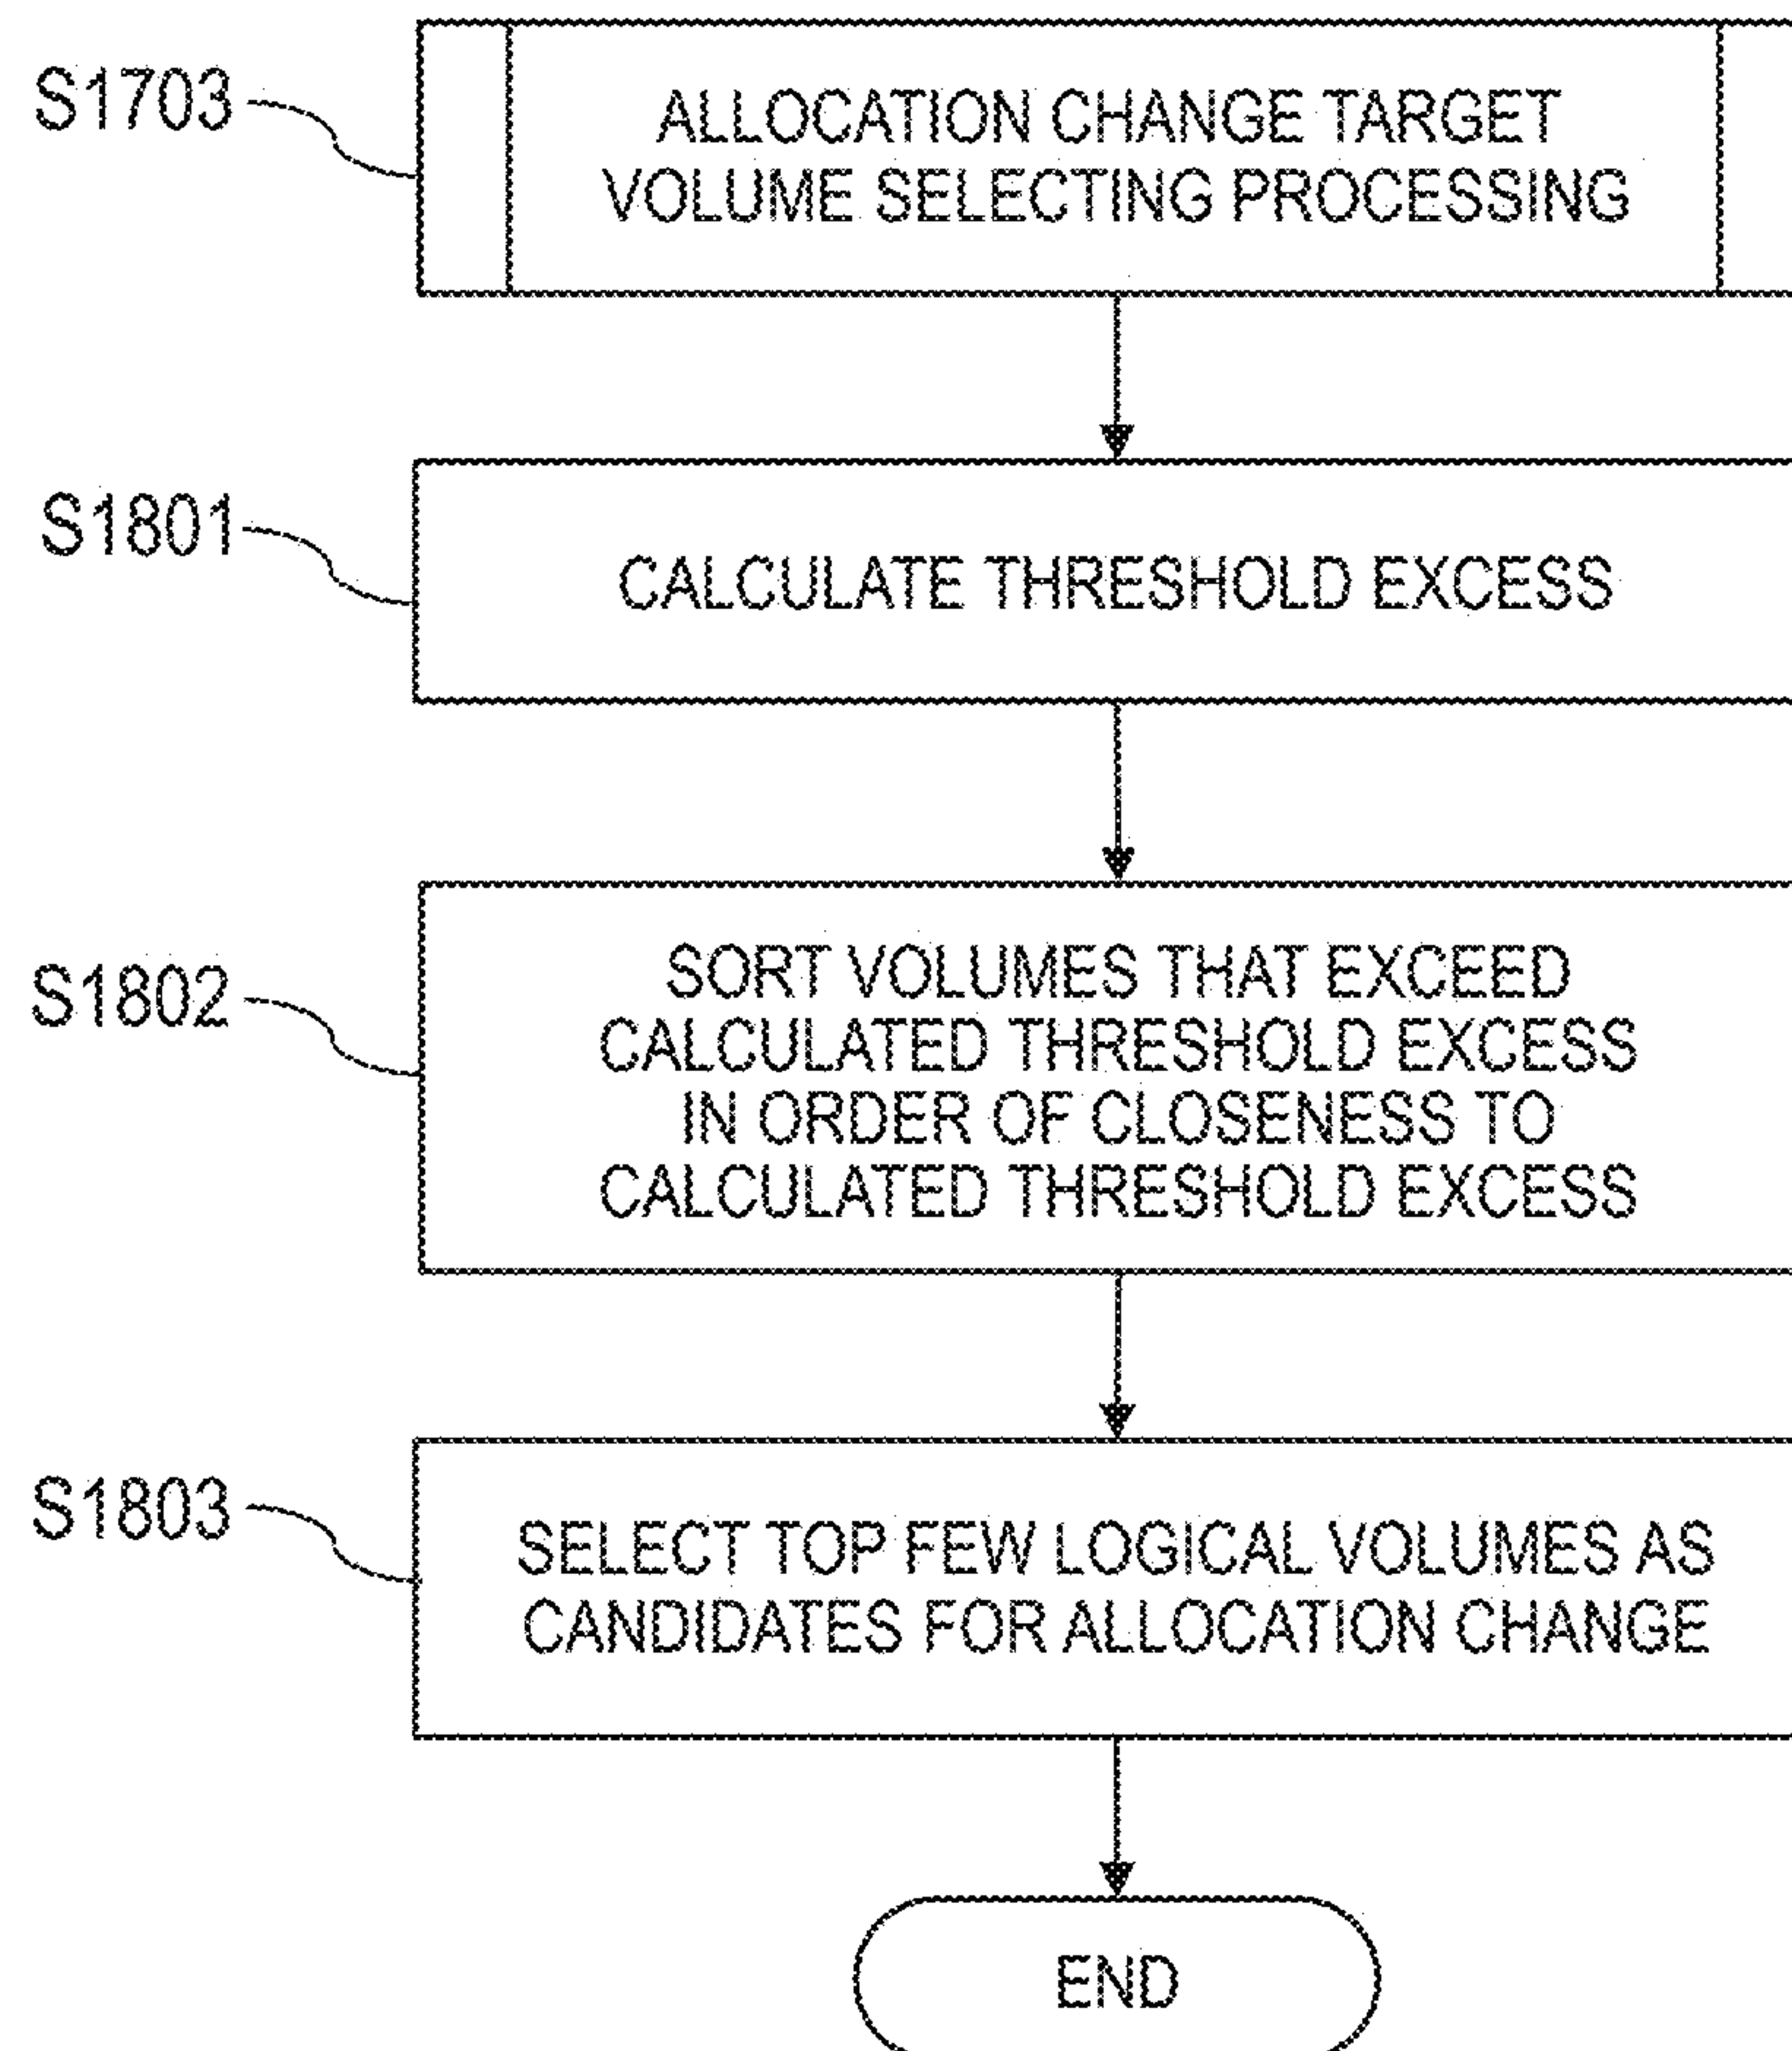 S1703
ALLOCATION CHANGE TARGET
VOLUME SELECTING PROCESSING
S1801
CALCULATE THRESHOLD EXCESS
S1802
SORT VOLUMES THAT EXCEED
CALCULATED THRESHOLD EXCESS
IN ORDER OF CLOSENESS TO
CALCULATED THRESHOLD EXCESS
S1803
SELECT TOP FEW LOGICAL VOLUMES AS
CANDIDATES FOR ALLOCATION CHANGE
END